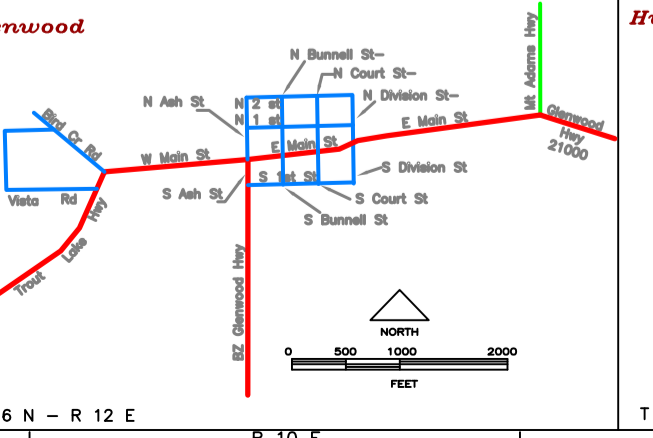 enwood
N Bunnell St
N Court St
N Division St
N Ash St
N 2 st
N 1 st
Mt Adams Hwy
Glenwood
Hwy
21000
Bird Cr Rd
W Main St
E Main St
E Main St
S Division St
S 1st St
S Ash St
S Court St
S Bunnell St
Vista Rd
Trout Lake Hwy
BZ Glenwood Hwy
NORTH
0 500 1000 2000
FEET
6 N – R 12 E
T